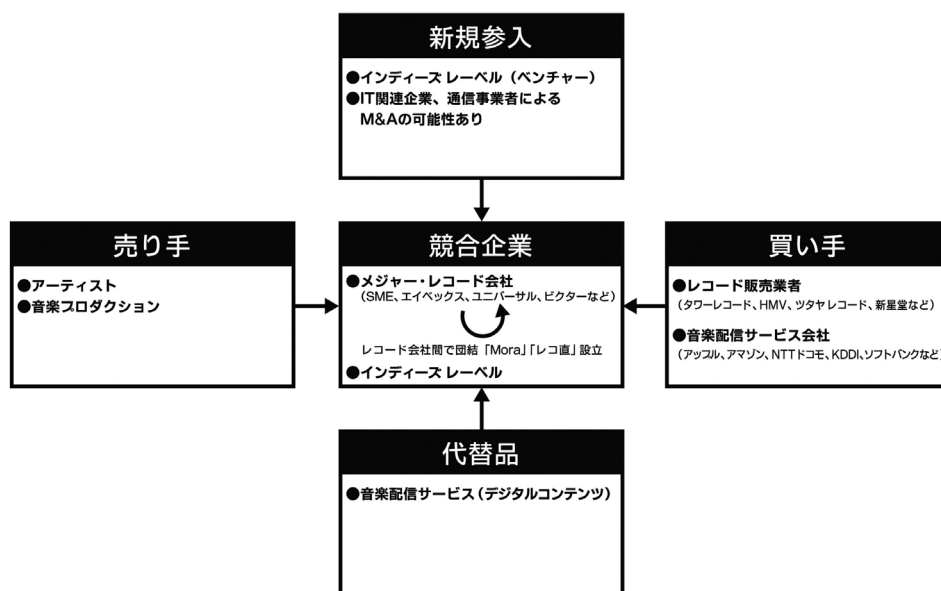 新規参入
●インディーズレーベル（ベンチャー）
●IT関連企業、通信事業者による
M&Aの可能性あり
売り手
●アーティスト
●音楽プロダクション
競合企業
●メジャー・レコード会社
（SME、エイベックス、ユニバーサル、ビクターなど）
レコード会社間で団結「Mora」「レコ直」設立
●インディーズレーベル
買い手
●レコード販売業者
（タワーレコード、HMV、ツタヤレコード、新星堂など）
●音楽配信サービス会社
（アップル、アマゾン、NTTドコモ、KDDI、ソフトバンクなど）
代替品
●音楽配信サービス（デジタルコンテンツ）